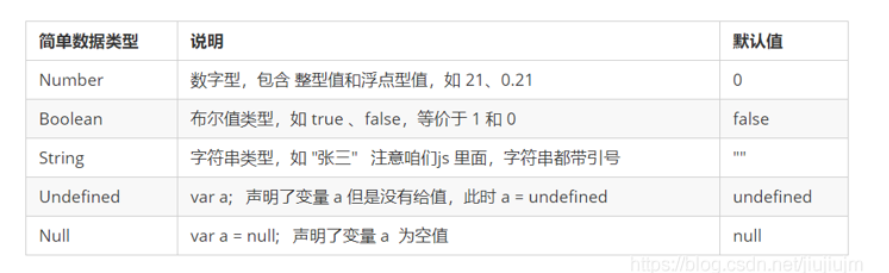 简单数据类型 说明 默认值
Number 数字型，包含 整型值和浮点型值，如 21、0.21 0
Boolean 布尔值类型，如 true 、false，等价于 1 和 0 false
String 字符串类型，如 "张三" 注意咱们js 里面，字符串都带引号 ""
Undefined var a; 声明了变量 a 但是没有给值，此时 a = undefined undefined
Null var a = null; 声明了变量 a 为空值 null
https://blog.csdn.net/jiujiujm